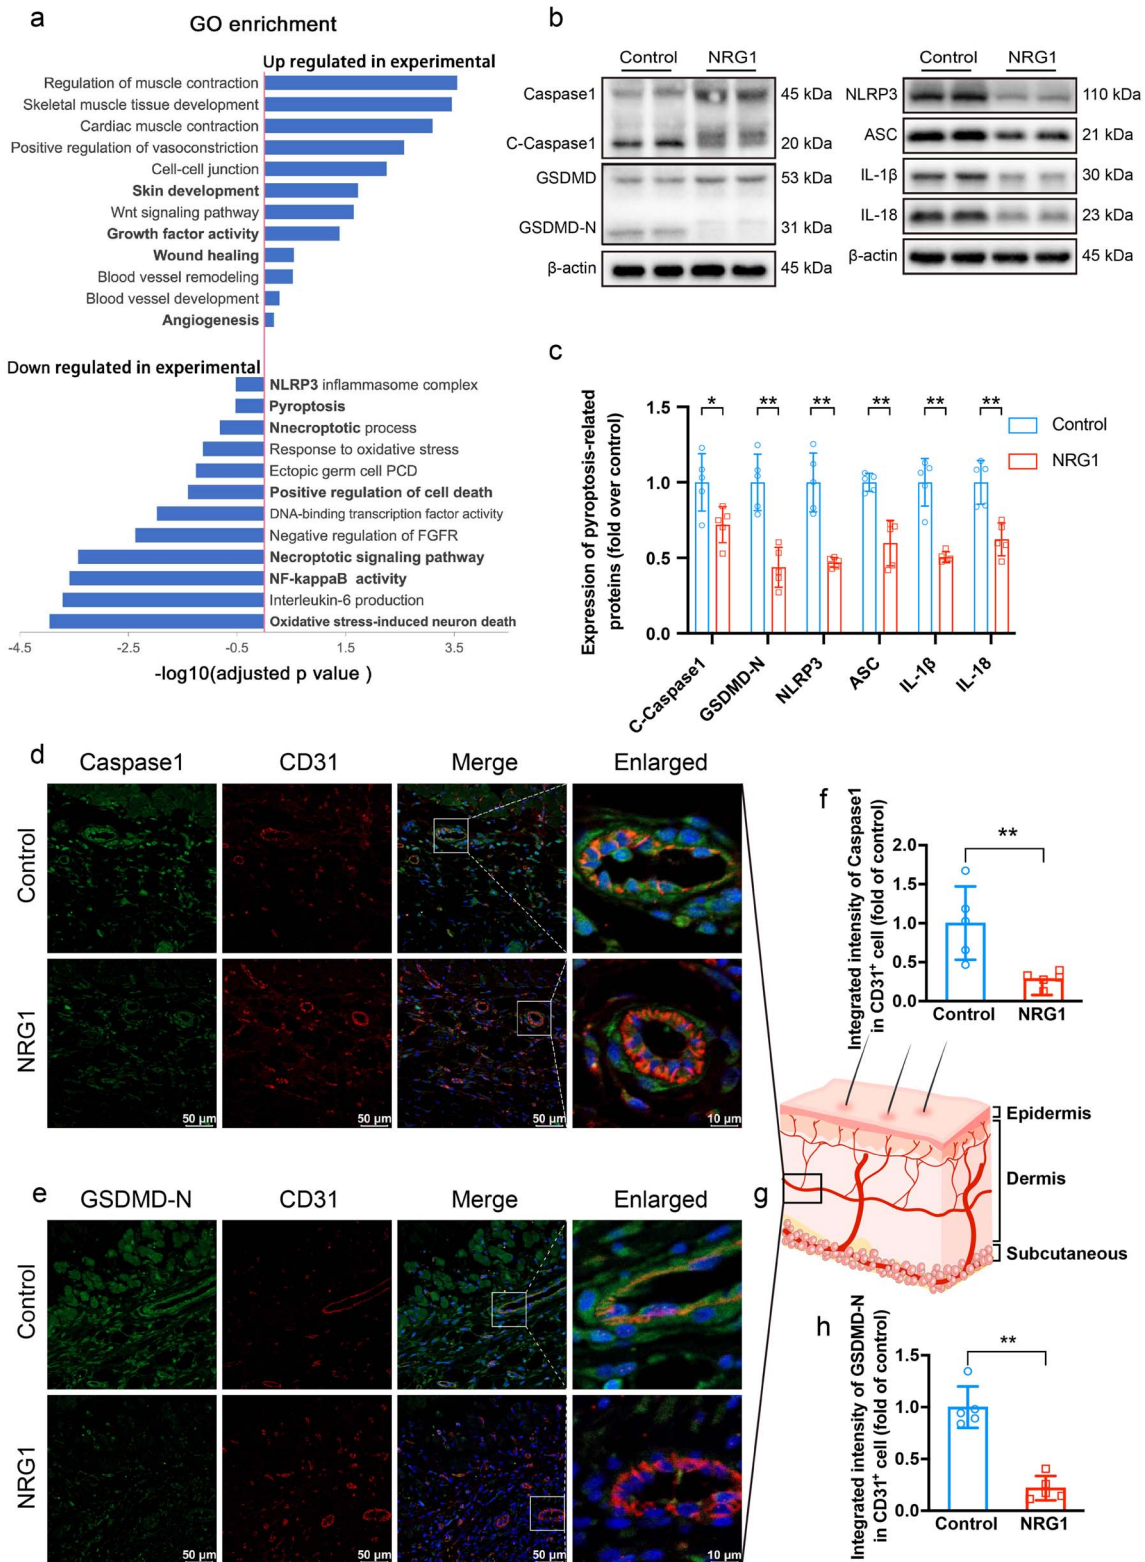 a
GO enrichment
Up regulated in experimental
Regulation of muscle contraction
Skeletal muscle tissue development
Cardiac muscle contraction
Positive regulation of vasoconstriction
Cell-cell junction
Skin development
Wnt signaling pathway
Growth factor activity
Wound healing
Blood vessel remodeling
Blood vessel development
Angiogenesis
Down regulated in experimental
NLRP3 inflammasome complex
Pyroptosis
Nnecroptotic process
Response to oxidative stress
Ectopic germ cell PCD
Positive regulation of cell death
DNA-binding transcription factor activity
Negative regulation of FGFR
Necroptotic signaling pathway
NF-kappaB activity
Interleukin-6 production
Oxidative stress-induced neuron death
-4.5 -2.5 -0.5 1.5 3.5
-log10(adjusted p value )
b
Control NRG1
Caspase1 45 kDa
C-Caspase1 20 kDa
GSDMD 53 kDa
GSDMD-N 31 kDa
β-actin 45 kDa
Control NRG1
NLRP3 110 kDa
ASC 21 kDa
IL-1β 30 kDa
IL-18 23 kDa
β-actin 45 kDa
c
Expression of pyroptosis-related
proteins (fold over control)
1.5
1.0
0.5
0.0
* ** ** ** ** **
Control
NRG1
C-Caspase1 GSDMD-N NLRP3 ASC IL-1β IL-18
d
Caspase1 CD31 Merge Enlarged
Control
NRG1
50 μm 50 μm 50 μm 10 μm
e
GSDMD-N CD31 Merge Enlarged
Control
NRG1
50 μm 50 μm 50 μm 10 μm
f
Integrated intensity of Caspase1
in CD31⁺ cell (fold of control)
2.0
1.5
1.0
0.5
0.0
**
Control NRG1
g
Epidermis
Dermis
Subcutaneous
h
Integrated intensity of GSDMD-N
in CD31⁺ cell (fold of control)
1.5
1.0
0.5
0.0
**
Control NRG1